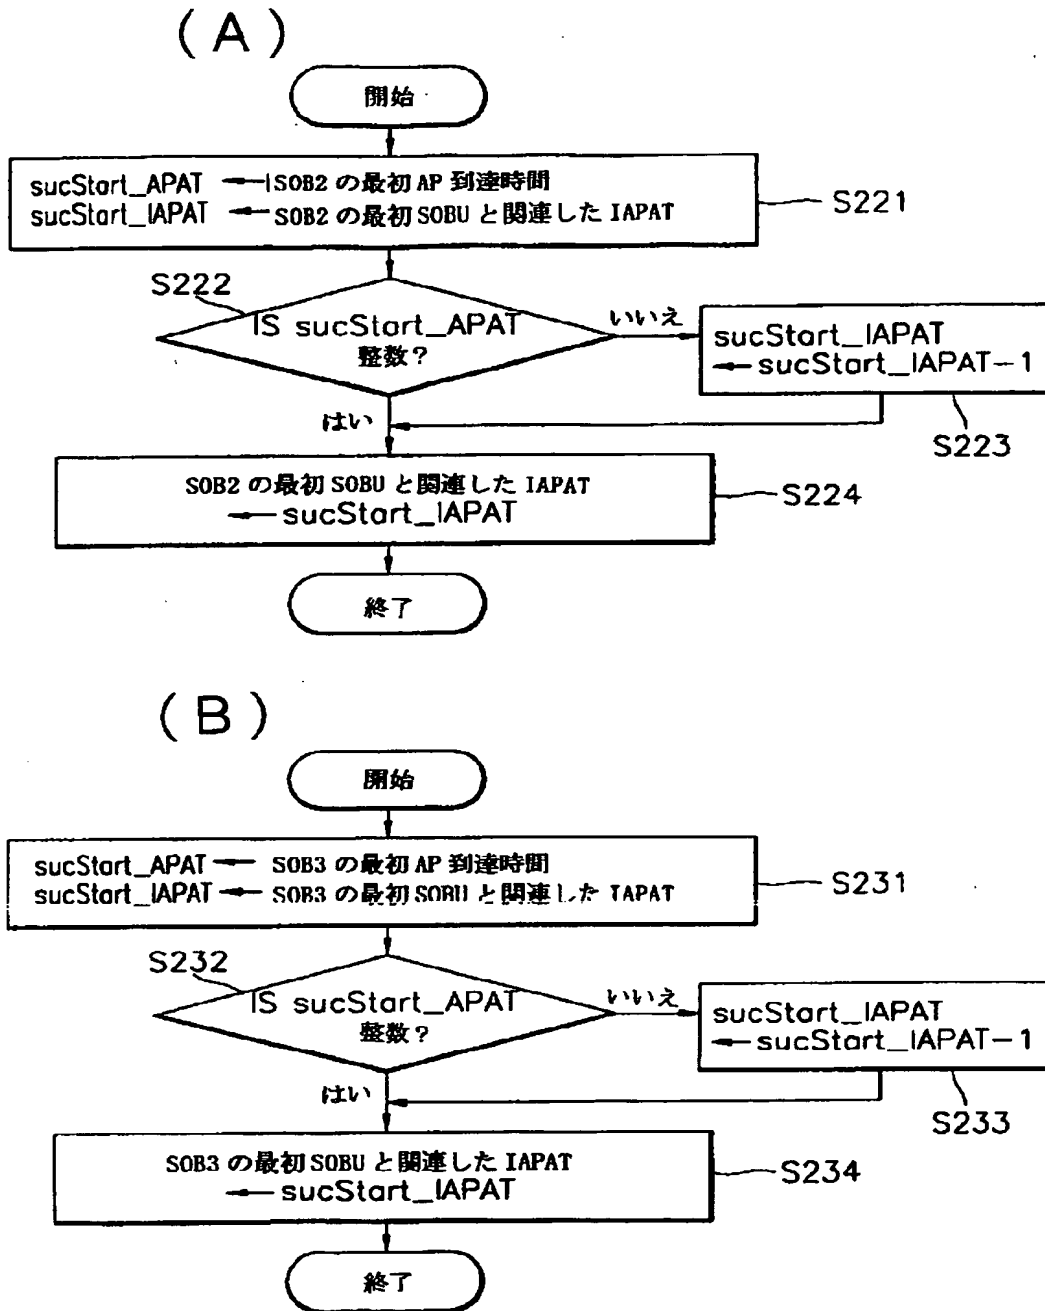 (A)
開始
sucStart_APAT ← SOB2 の最初 AP 到達時間
sucStart_IAPAT ← SOB2 の最初 SOBU と関連した IAPAT
S221
S222
IS sucStart_APAT
整数?
いいえ
sucStart_IAPAT
← sucStart_IAPAT-1
S223
はい
SOB2 の最初 SOBU と関連した IAPAT
← sucStart_IAPAT
S224
終了
(B)
開始
sucStart_APAT ← SOB3 の最初 AP 到達時間
sucStart_IAPAT ← SOB3 の最初 SOBU と関連した IAPAT
S231
S232
IS sucStart_APAT
整数?
いいえ
sucStart_IAPAT
← sucStart_IAPAT-1
S233
はい
SOB3 の最初 SOBU と関連した IAPAT
← sucStart_IAPAT
S234
終了